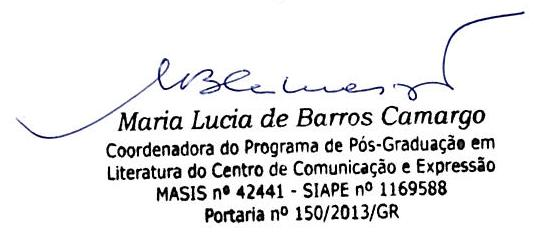 Maria Lucia de Barros Camargo
Coordenadora do Programa de Pós-Graduação em
Literatura do Centro de Comunicação e Expressão
MASIS nº 42441 - SIAPE nº 1169588
Portaria nº 150/2013/GR